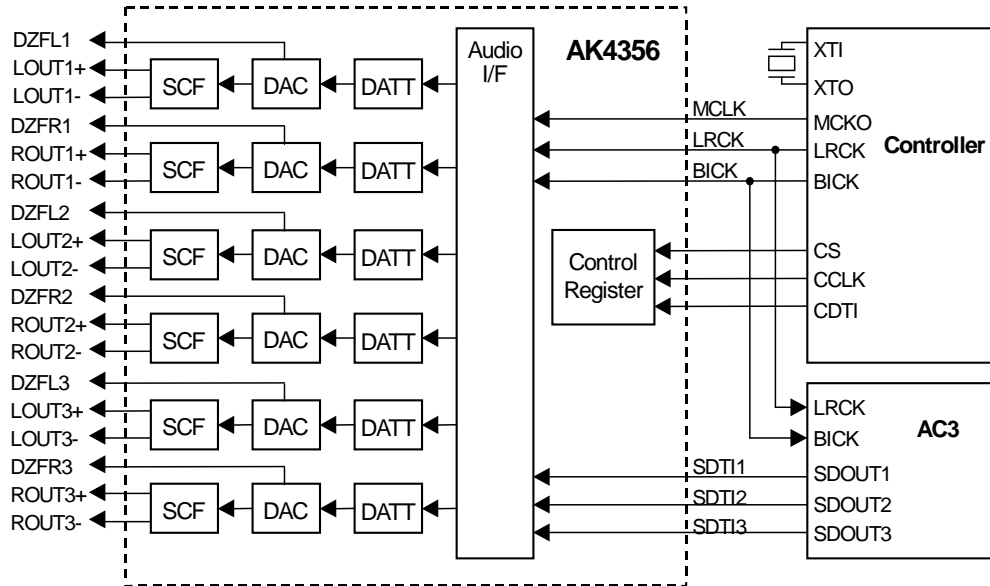 DZFL1
LOUT1+
LOUT1-
DZFR1
ROUT1+
ROUT1-
DZFL2
LOUT2+
LOUT2-
DZFR2
ROUT2+
ROUT2-
DZFL3
LOUT3+
LOUT3-
DZFR3
ROUT3+
ROUT3-
SCF DAC DATT
SCF DAC DATT
SCF DAC DATT
SCF DAC DATT
SCF DAC DATT
SCF DAC DATT
Audio
I/F
AK4356
Control
Register
MCLK
LRCK
BICK
SDTI1
SDTI2
SDTI3
XTI
XTO
MCKO
LRCK
BICK
Controller
CS
CCLK
CDTI
LRCK
BICK
AC3
SDOUT1
SDOUT2
SDOUT3